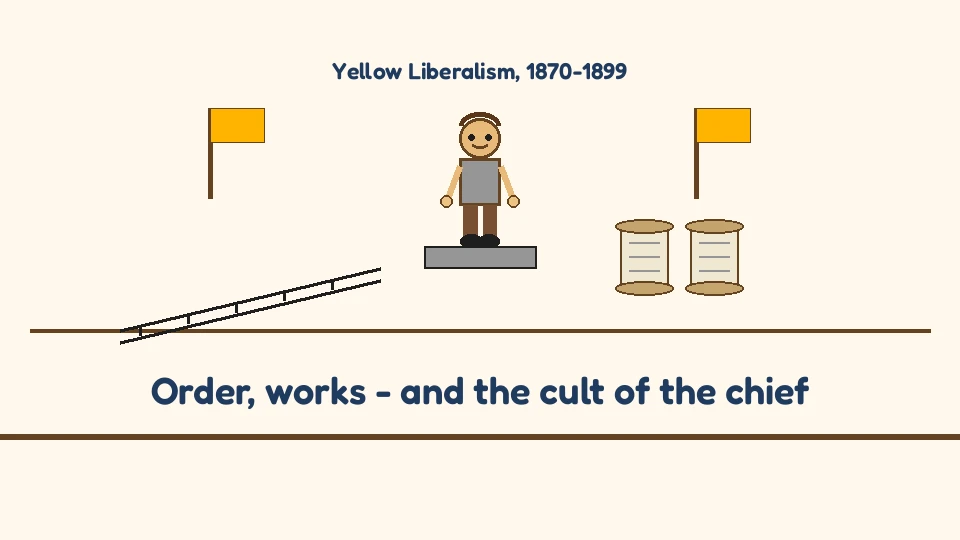 Yellow Liberalism, 1870-1899
Order, works - and the cult of the chief